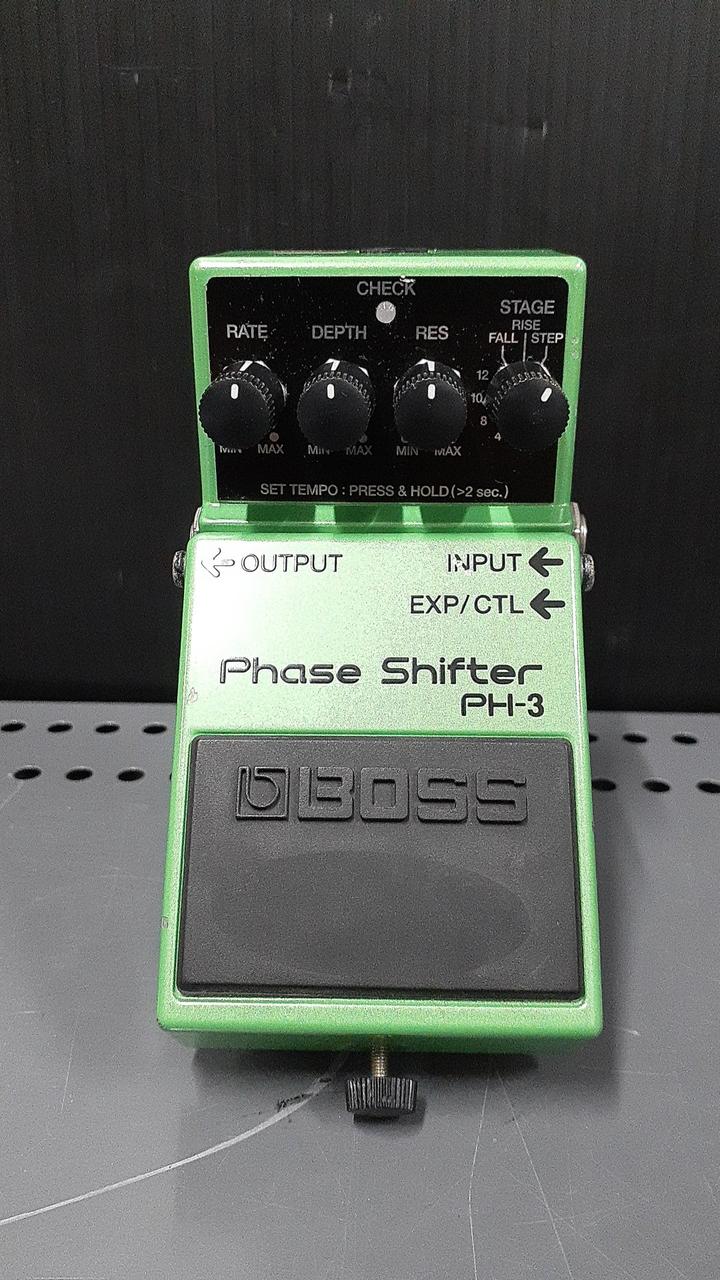 CHECK
STAGE
RATE DEPTH RES RISE
FALL STEP
12
10
8
4
MIN MAX MIN MAX MIN MAX
SET TEMPO : PRESS & HOLD (>2 sec.)
OUTPUT INPUT
EXP/CTL
Phase Shifter
PH-3
BOSS